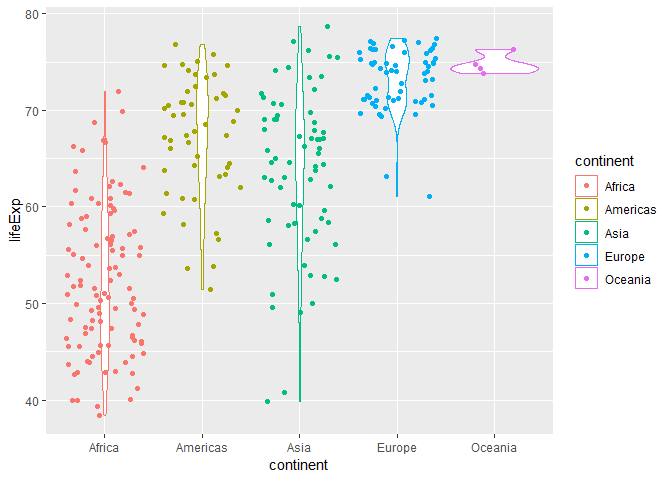 80
70
60
50
40
lifeExp
Africa
Americas
Asia
Europe
Oceania
continent
continent
Africa
Americas
Asia
Europe
Oceania